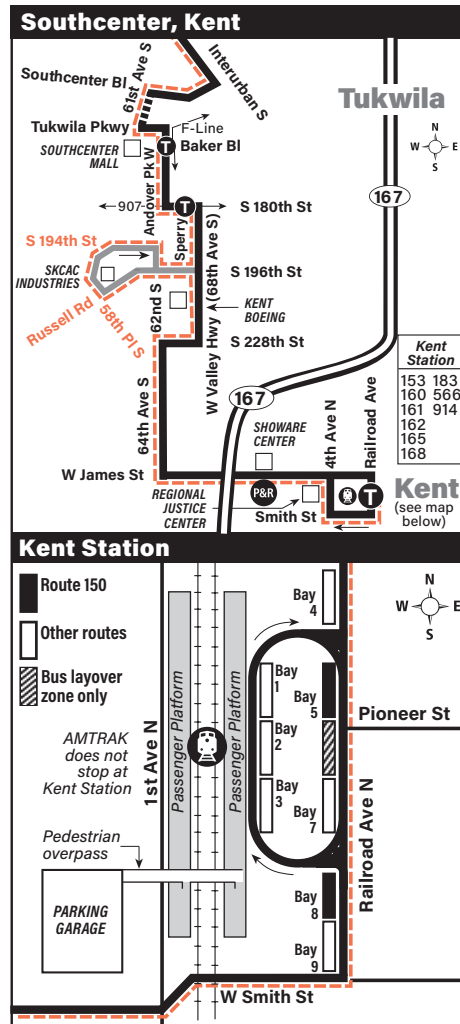 Southcenter, Kent
Southcenter Bl
61st Ave S
Interurban S
Tukwila
Tukwila Pkwy
F-Line
T
Baker Bl
SOUTHCENTER
MALL
Andover Pk W
N
W
E
S
907
T
S 180th St
167
Sperry
S 194th St
SKCAC
INDUSTRIES
S 196th St
Russell Rd
58th Pl S
62nd S
KENT
BOEING
W Valley Hwy (68th Ave S)
S 228th St
64th Ave S
167
SHOWARE
CENTER
4th Ave N
Railroad Ave
Kent
Station
153 183
160 566
161 914
162
165
168
W James St
P&R
REGIONAL
JUSTICE
CENTER
Smith St
T
Kent
(see map
below)
Kent Station
Route 150
Other routes
Bus layover
zone only
AMTRAK
does not
stop at
Kent Station
1st Ave N
Passenger Platform
Passenger Platform
Bay
4
Bay
1
Bay
5
Bay
2
Bay
3
Bay
7
Bay
8
Bay
9
N
W
E
S
Pioneer St
Railroad Ave N
Pedestrian
overpass
PARKING
GARAGE
W Smith St